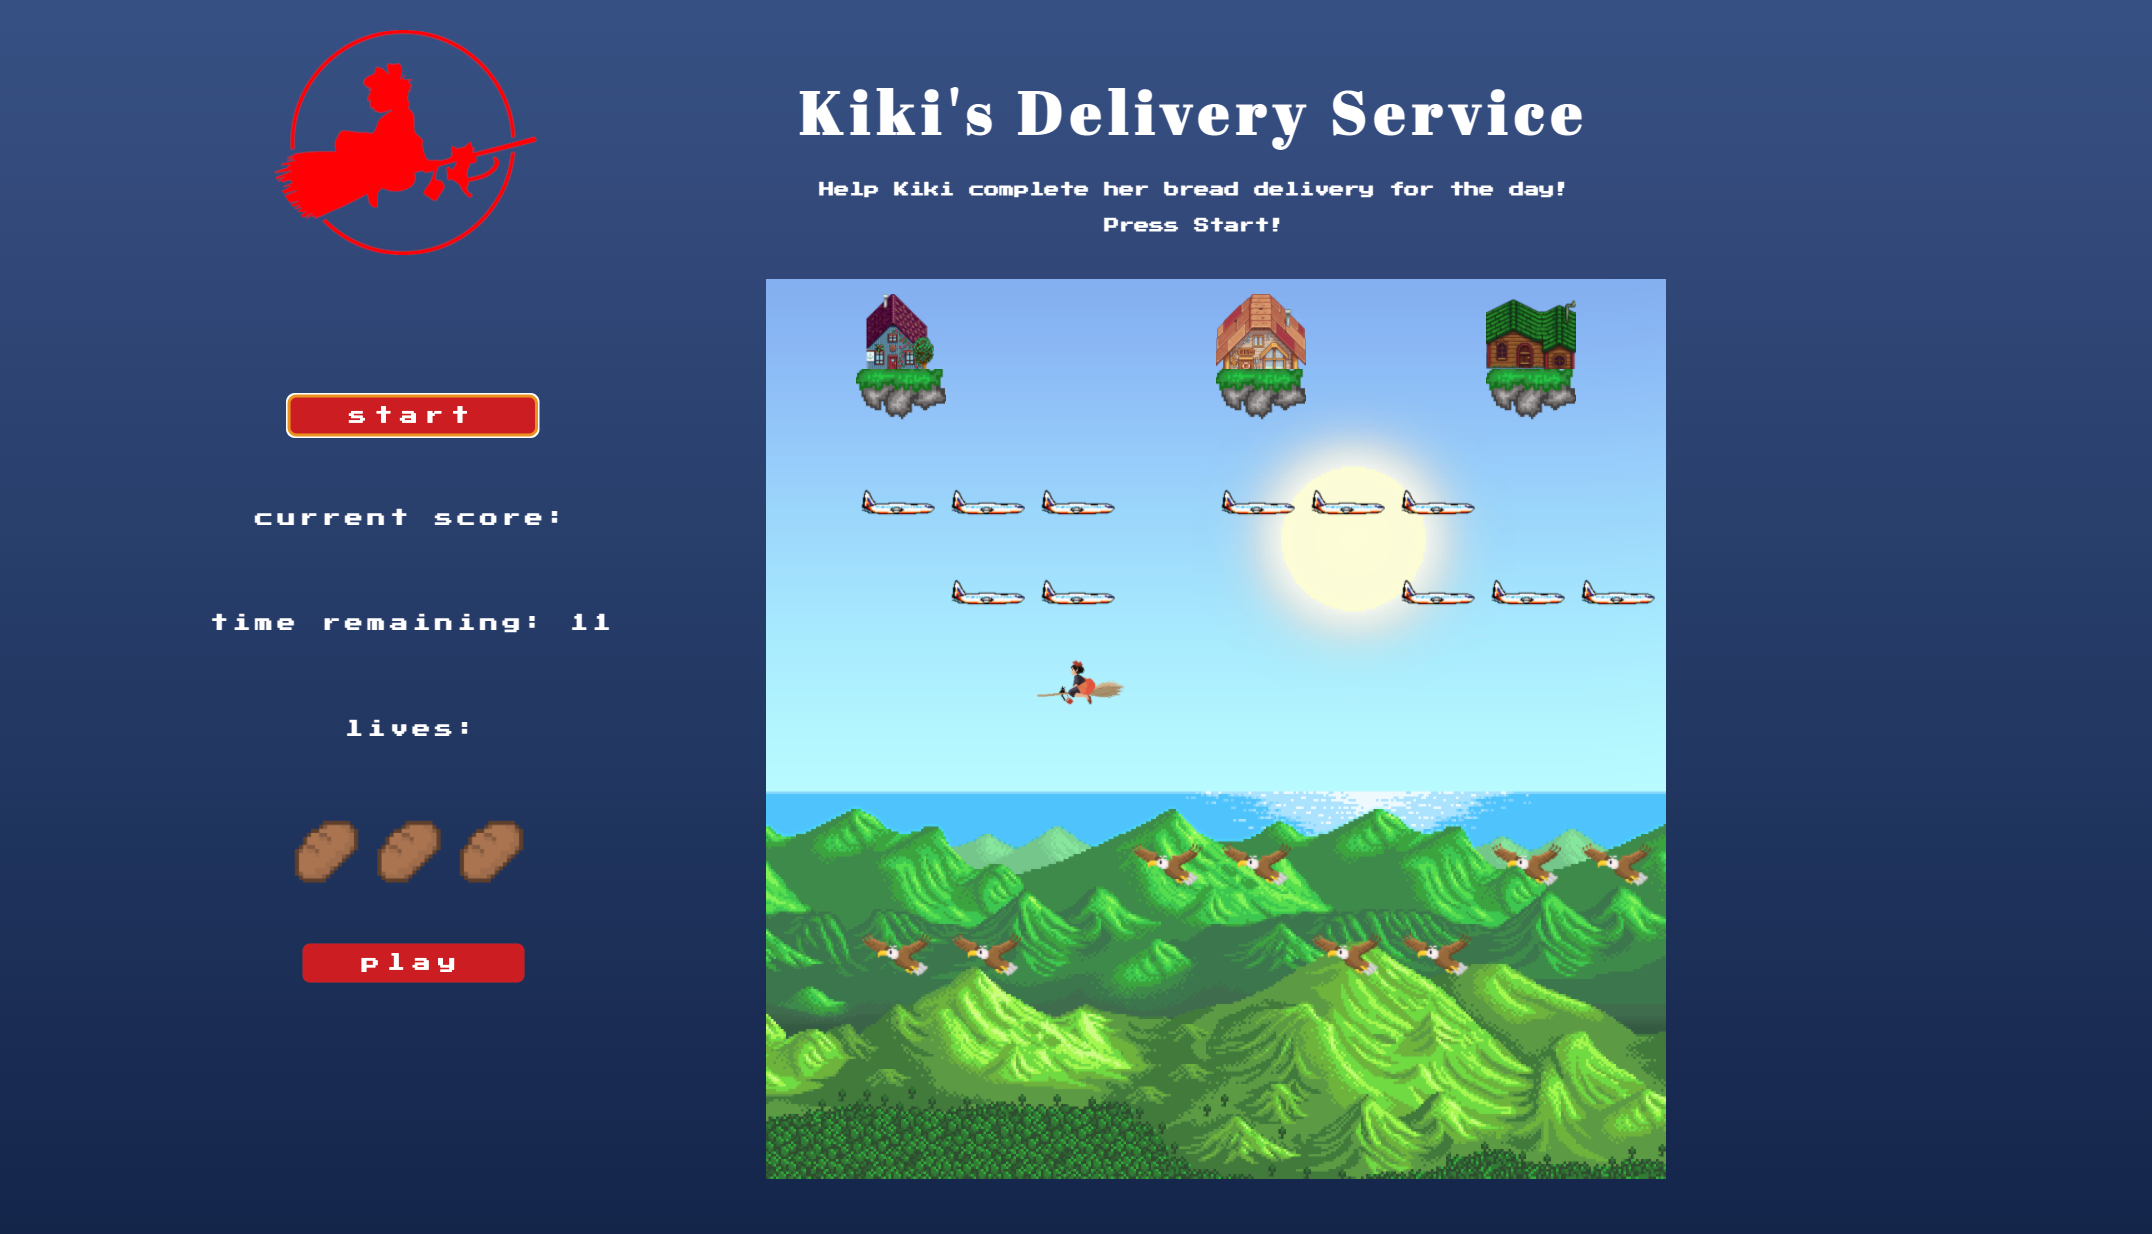 Kiki's Delivery Service
Help Kiki complete her bread delivery for the day!
Press Start!
start
current score:
time remaining: 11
lives:
play